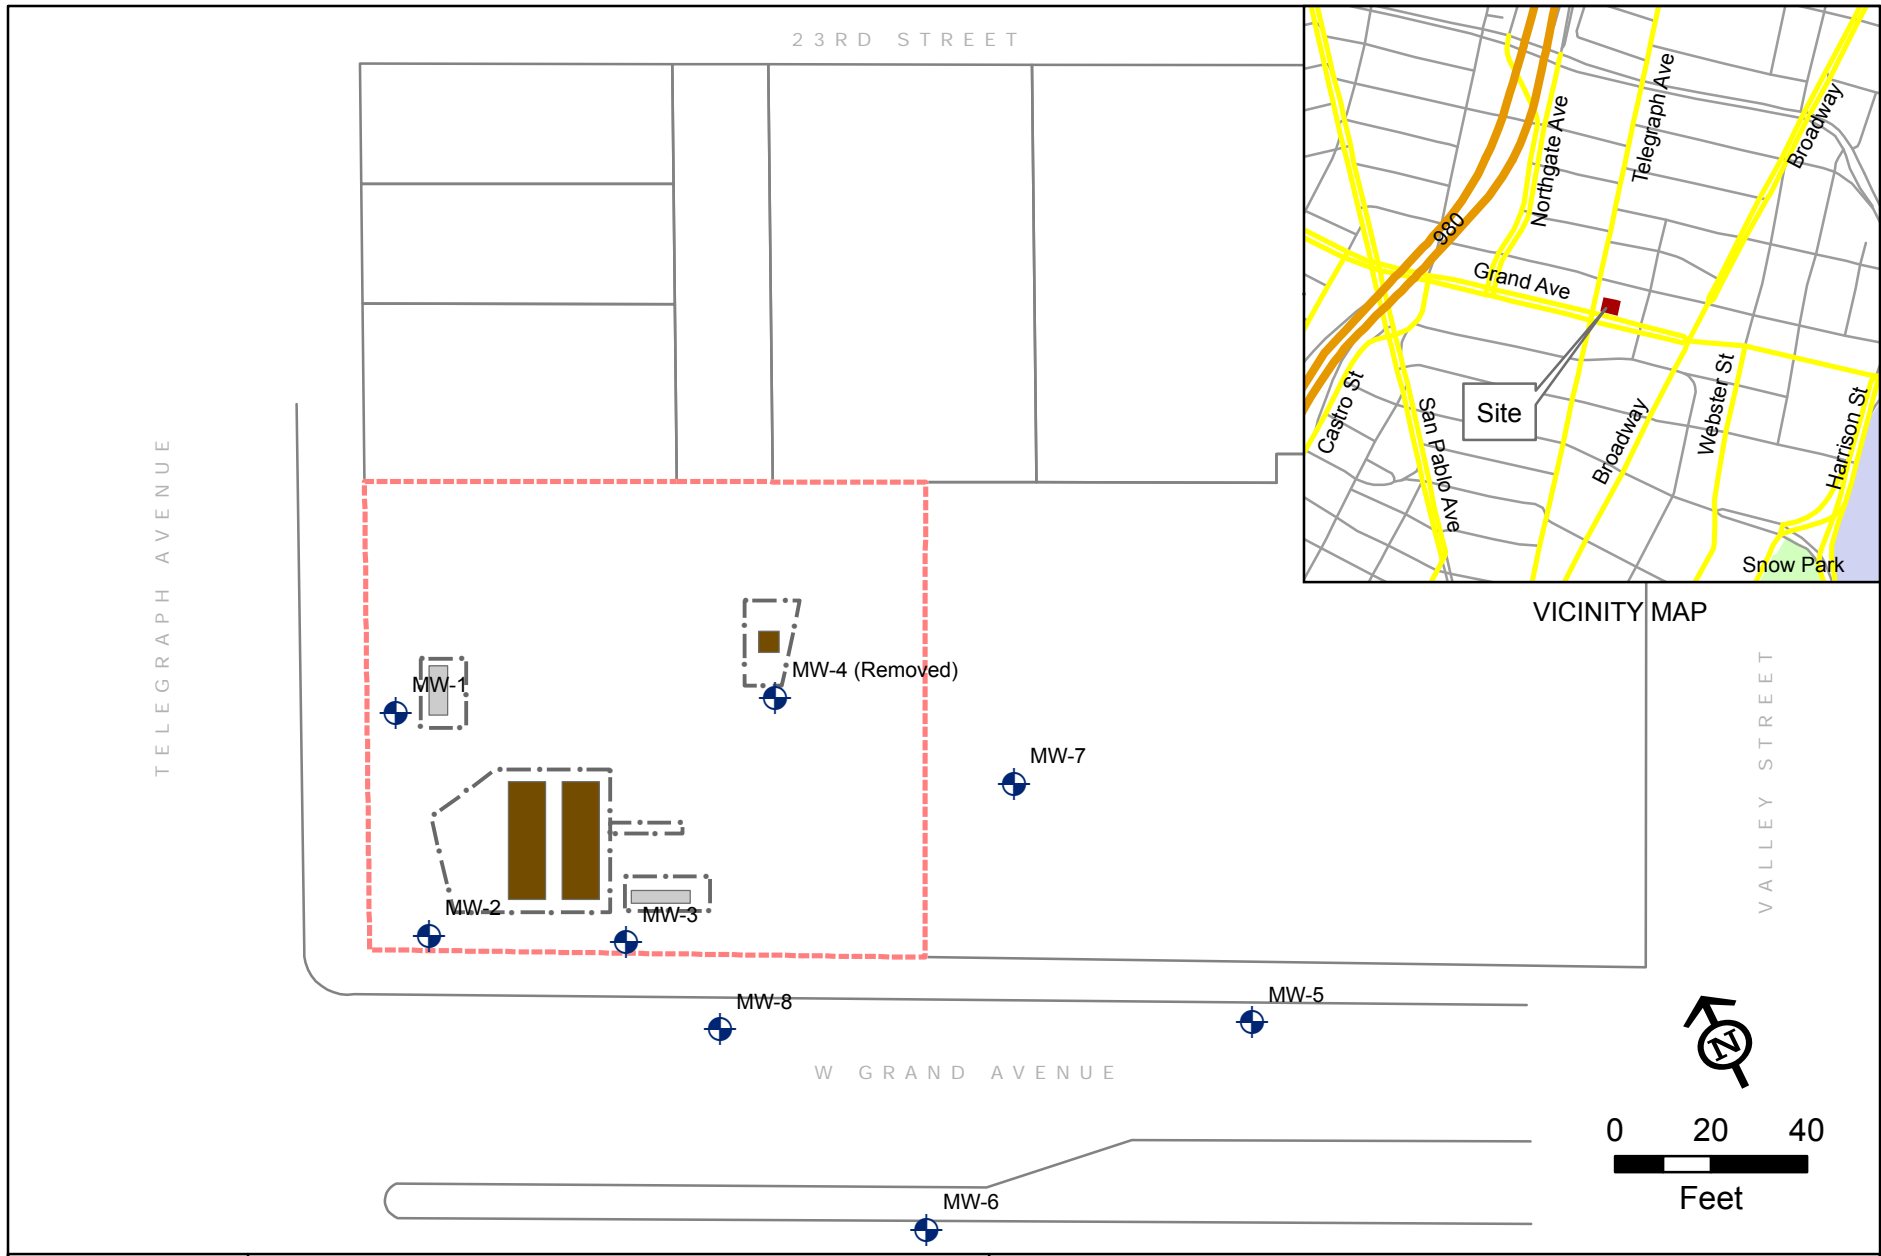 23RD STREET
TELEGRAPH AVENUE
Telegraph Ave
Northgate Ave
Broadway
980
Grand Ave
Site
Castro St
San Pablo Ave
Broadway
Webster St
Harrison St
Snow Park
VICINITY MAP
VALLEY STREET
MW-4 (Removed)
MW-1
MW-7
MW-2
MW-3
MW-8
MW-5
W GRAND AVENUE
N
0 20 40
Feet
MW-6